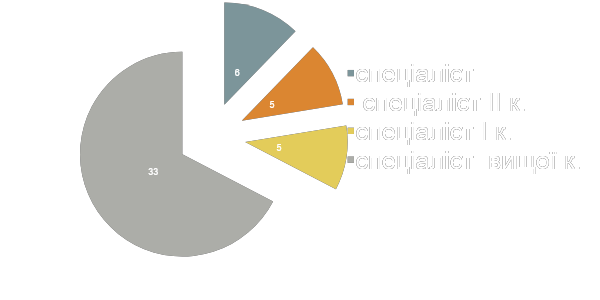 6
5
5
33
спеціаліст
спеціаліст ІІ к.
спеціаліст І к.
спеціаліст вищої к.